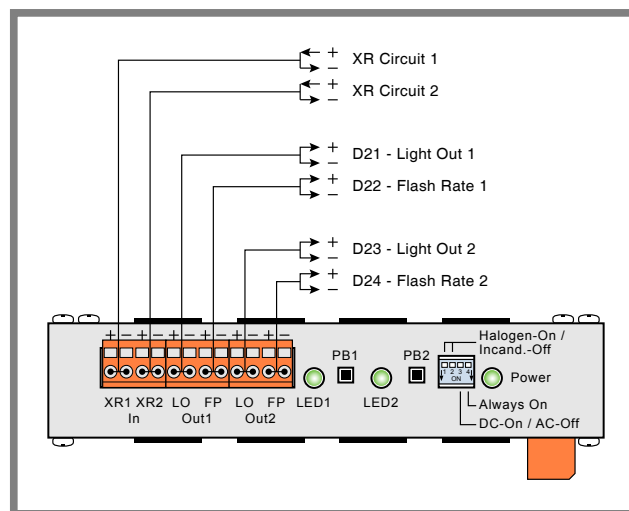 +
− XR Circuit 1
+
− XR Circuit 2
+
− D21 - Light Out 1
+
− D22 - Flash Rate 1
+
− D23 - Light Out 2
+
− D24 - Flash Rate 2
+ − + − + − + − + − + −
Halogen-On /
Incand.-Off
PB1 PB2
1 2 3 4
ON
Power
XR1 XR2 LO FP LO FP LED1 LED2
In Out1 Out2
Always On
DC-On / AC-Off